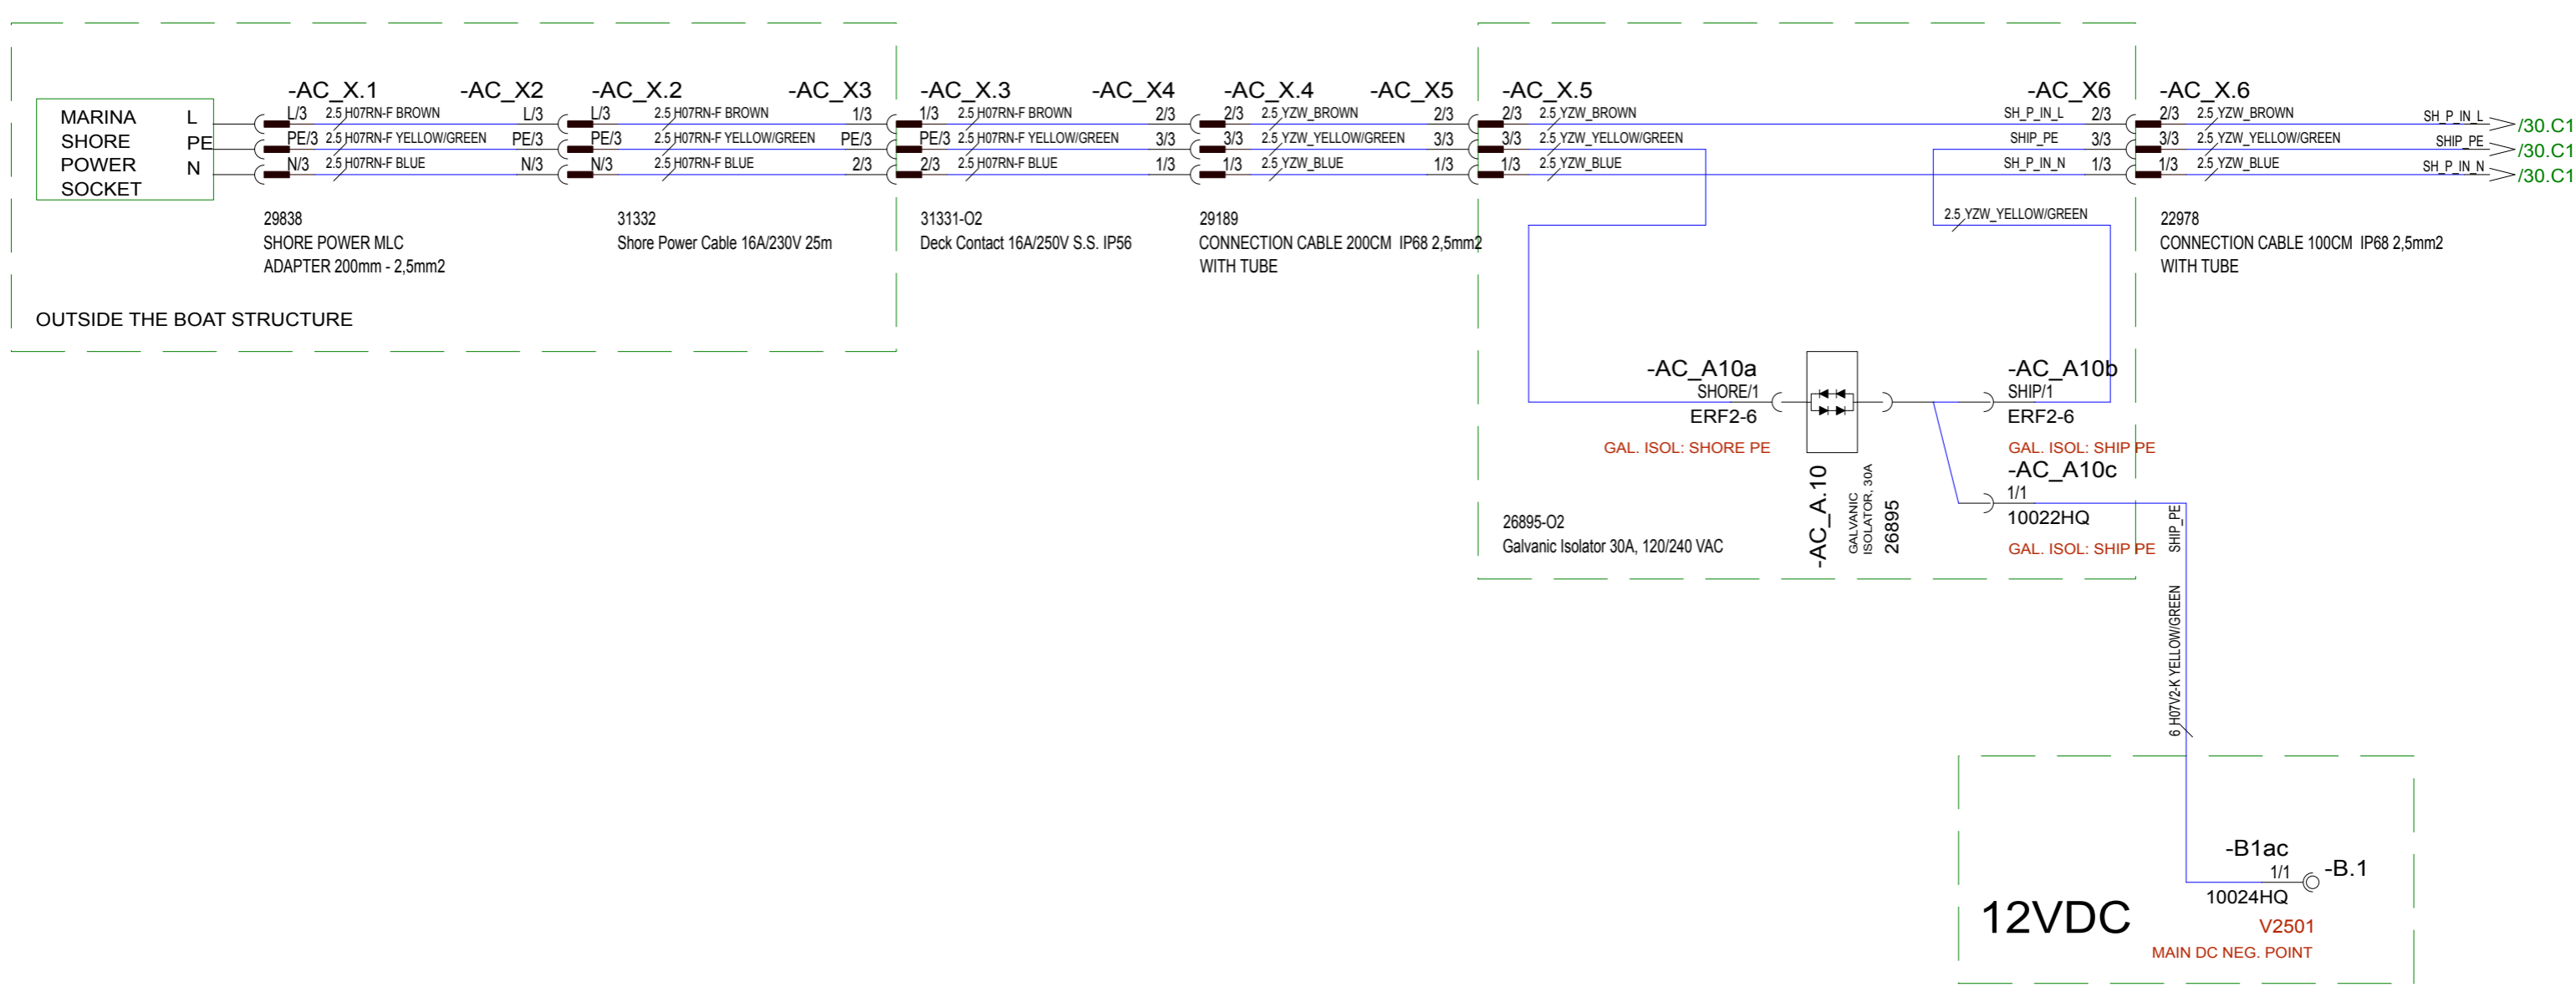 -AC_X.1
-AC_X2
-AC_X.2
-AC_X3
-AC_X.3
-AC_X4
-AC_X.4
-AC_X5
-AC_X.5
-AC_X6
-AC_X.6
MARINA
SHORE
POWER
SOCKET
L
PE
N
L/3 2.5 H07RN-F BROWN L/3
PE/3 2.5 H07RN-F YELLOW/GREEN PE/3
N/3 2.5 H07RN-F BLUE N/3
L/3 2.5 H07RN-F BROWN 1/3
PE/3 2.5 H07RN-F YELLOW/GREEN PE/3
N/3 2.5 H07RN-F BLUE 2/3
1/3 2.5 H07RN-F BROWN 2/3
PE/3 2.5 H07RN-F YELLOW/GREEN 3/3
2/3 2.5 H07RN-F BLUE 1/3
2/3 2.5 YZW_BROWN 2/3
3/3 2.5 YZW_YELLOW/GREEN 3/3
1/3 2.5 YZW_BLUE 1/3
2/3 2.5 YZW_BROWN
3/3 2.5 YZW_YELLOW/GREEN
1/3 2.5 YZW_BLUE
SH_P_IN_L 2/3
SHIP_PE 3/3
SH_P_IN_N 1/3
2/3 2.5 YZW_BROWN SH_P_IN_L /30.C1
3/3 2.5 YZW_YELLOW/GREEN SHIP_PE /30.C1
1/3 2.5 YZW_BLUE SH_P_IN_N /30.C1
29838
SHORE POWER MLC
ADAPTER 200mm - 2,5mm2
31332
Shore Power Cable 16A/230V 25m
31331-O2
Deck Contact 16A/250V S.S. IP56
29189
CONNECTION CABLE 200CM IP68 2,5mm2
WITH TUBE
2.5 YZW_YELLOW/GREEN
22978
CONNECTION CABLE 100CM IP68 2,5mm2
WITH TUBE
OUTSIDE THE BOAT STRUCTURE
-AC_A10a
SHORE/1
ERF2-6
GAL. ISOL: SHORE PE
-AC_A10b
SHIP/1
ERF2-6
GAL. ISOL: SHIP PE
-AC_A10c
1/1
10022HQ
GAL. ISOL: SHIP PE
-AC_A.10
GALVANIC
ISOLATOR, 30A
26895
26895-O2
Galvanic Isolator 30A, 120/240 VAC
SHIP_PE
6 H07V2-K YELLOW/GREEN
-B1ac
1/1
-B.1
10024HQ
12VDC
V2501
MAIN DC NEG. POINT